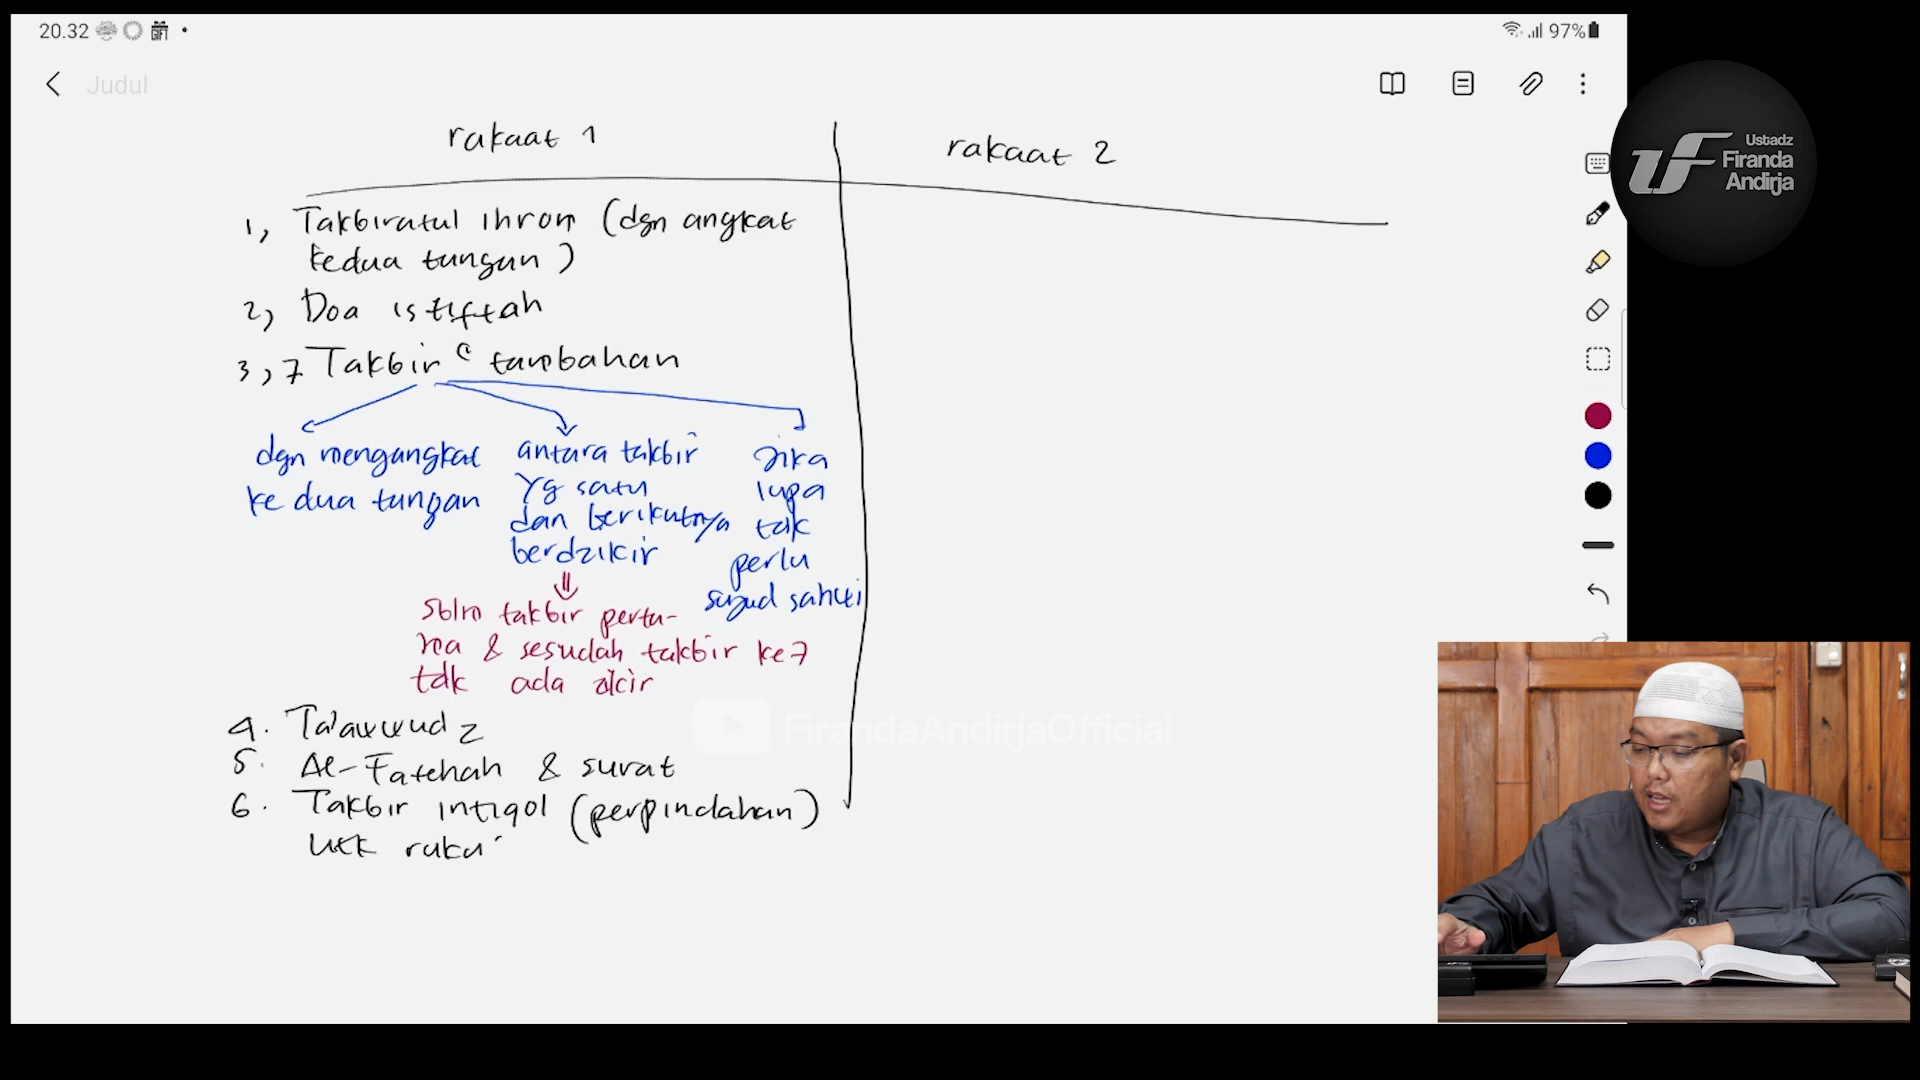 20.32
97%
Judul
Ustadz
Firanda
Andirja
rakaat 1
rakaat 2
1, Takbiratul ihrom (dgn angkat
kedua tangan)
2, Doa istiftah
3, 7 Takbir tambahan
dgn mengangkat
kedua tangan
antara takbir
yg satu
dan berikutnya
berdzikir
Jika
lupa
tdk
perlu
sujud sahwi
sblm takbir perta-
ma & sesudah takbir ke 7
tdk ada dzikir
4. Ta'awwudz
5. Al-Fatehah & surat
6. Takbir intiqol (perpindahan)
utk ruku'
FirandaAndirjaOfficial